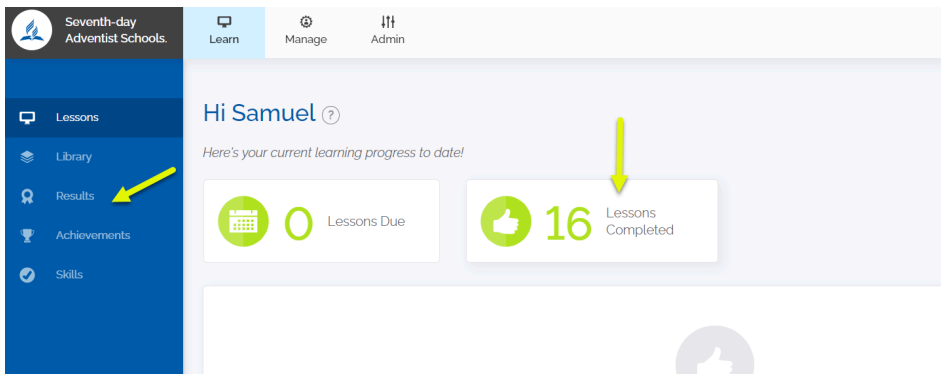 Seventh-day
Adventist Schools.
Learn
Manage
Admin
Lessons
Library
Results
Achievements
Skills
Hi Samuel ?
Here's your current learning progress to date!
0 Lessons Due
16 Lessons
Completed